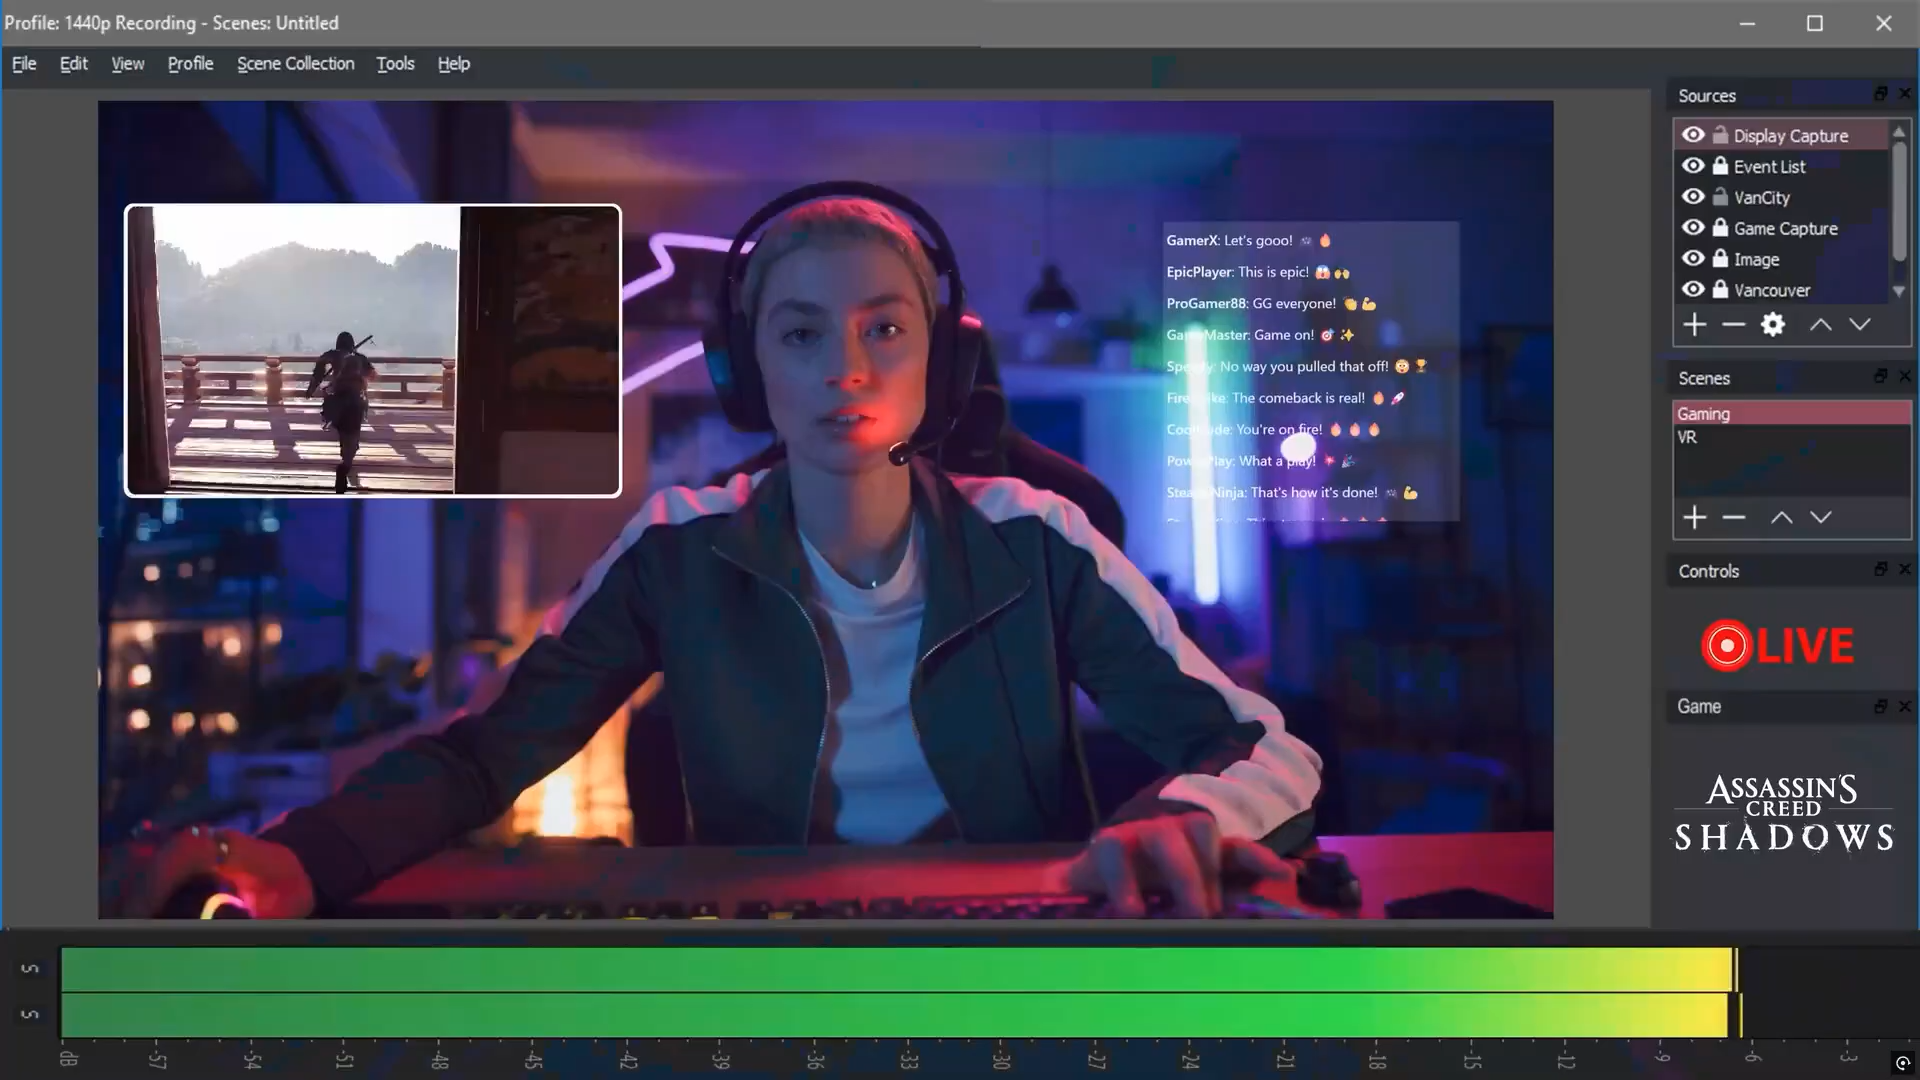 Profile: 1440p Recording - Scenes: Untitled
File Edit View Profile Scene Collection Tools Help
Sources
Display Capture
Event List
VanCity
Game Capture
Image
Vancouver
Scenes
Gaming
VR
Controls
LIVE
Game
ASSASSIN'S
CREED
SHADOWS
GamerX: Let's gooo! 🎮 🔥
EpicPlayer: This is epic! 😱 🙌
ProGamer88: GG everyone! 👏 💪
GameMaster: Game on! 🎯 ✨
No way you pulled that off! 🤯 🏆
The comeback is real! 🔥 🚀
You're on fire! 🔥 🔥 🔥
PowerPlay: What a play! 💥 🎉
StealthNinja: That's how it's done! 🎮 💪
S
S
dB -57 -54 -51 -48 -45 -42 -39 -36 -33 -30 -27 -24 -21 -18 -15 -12 -9 -6 -3